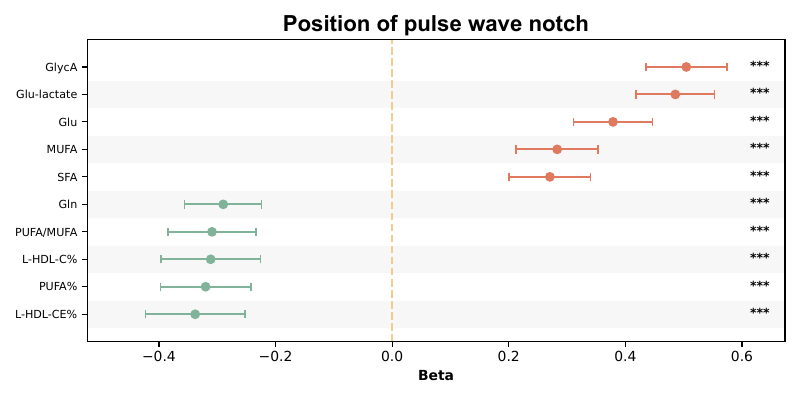 Position of pulse wave notch
GlycA ***
Glu-lactate ***
Glu ***
MUFA ***
SFA ***
Gln ***
PUFA/MUFA ***
L-HDL-C% ***
PUFA% ***
L-HDL-CE% ***
−0.4 −0.2 0.0 0.2 0.4 0.6
Beta